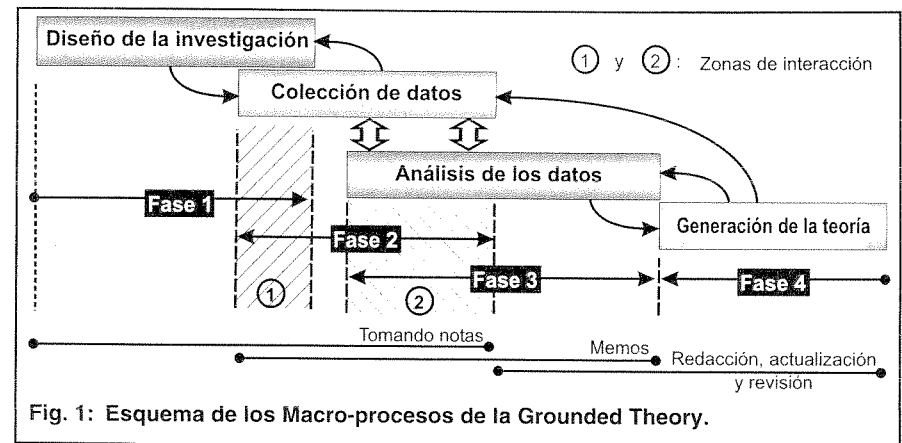 Diseño de la investigación
① y ② : Zonas de interacción
Colección de datos
Análisis de los datos
Fase 1
Generación de la teoría
Fase 2
Fase 3
Fase 4
①
②
Tomando notas
Memos
Redacción, actualización
y revisión
Fig. 1: Esquema de los Macro-procesos de la Grounded Theory.